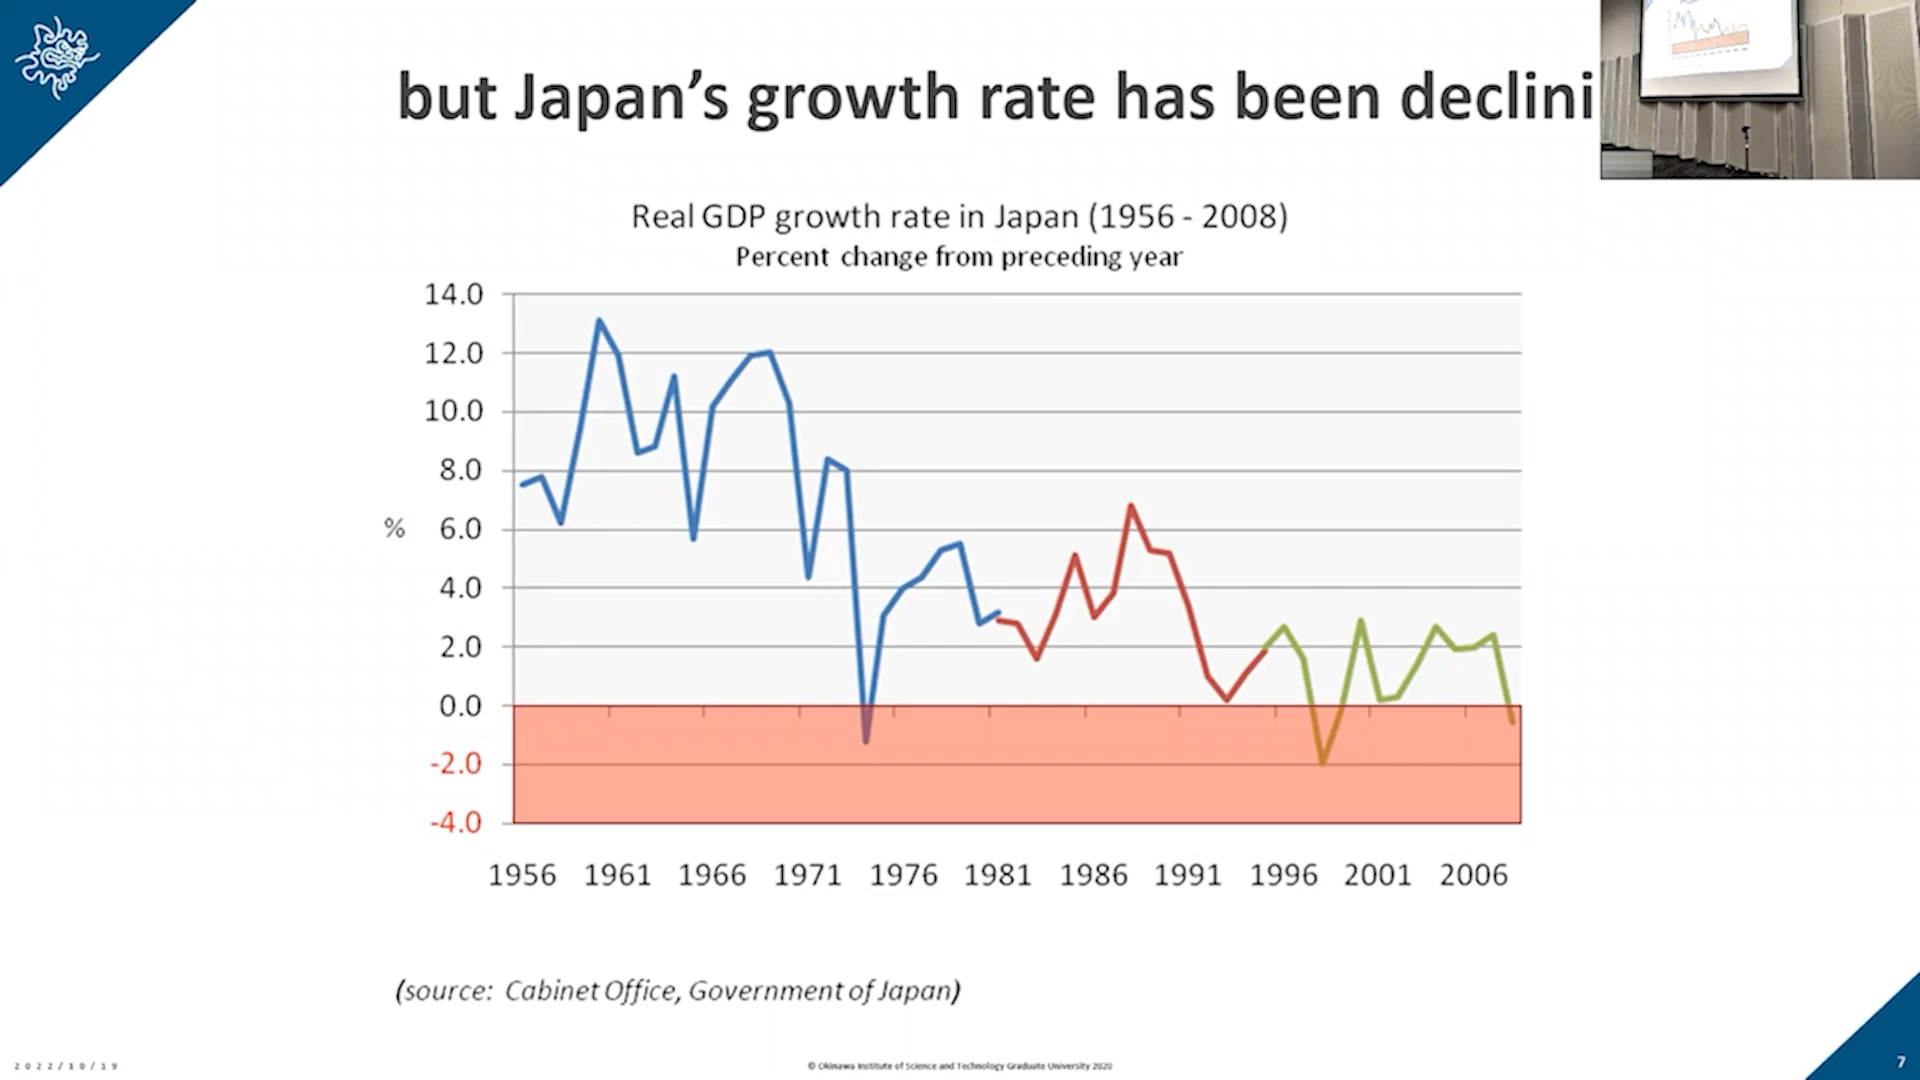 but Japan's growth rate has been declini
Real GDP growth rate in Japan (1956 - 2008)
Percent change from preceding year
14.0
12.0
10.0
8.0
% 6.0
4.0
2.0
0.0
-2.0
-4.0
1956 1961 1966 1971 1976 1981 1986 1991 1996 2001 2006
(source: Cabinet Office, Government of Japan)
2022/10/19
© Okinawa Institute of Science and Technology Graduate University 2020
7